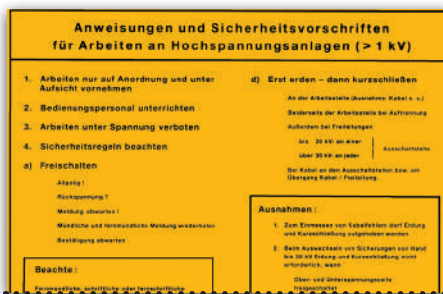 Anweisungen und Sicherheitsvorschriften
für Arbeiten an Hochspannungsanlagen (> 1 kV)
1. Arbeiten nur auf Anordnung und unter
Aufsicht vornehmen
2. Bedienungspersonal unterrichten
3. Arbeiten unter Spannung verboten
4. Sicherheitsregeln beachten
a) Freischalten
Allpolig !
Rückspannung ?
Meldung abwarten !
Mündliche und fernmündliche Meldung wiederholen
Bestätigung abwarten
Beachte :
Fernmündliche, schriftliche oder fernschriftliche
d) Erst erden – dann kurzschließen
An der Arbeitsstelle (Ausnahme: Kabel s. u.)
Beiderseits der Arbeitsstelle bei Auftrennung
Außerdem bei Freileitungen
bis 30 kV: an einer
über 30 kV: an jeder
Ausschaltstelle
Bei Kabel an den Ausschaltstellen bzw. am
Übergang Kabel / Freileitung.
Ausnahmen :
1. Zum Einmessen von Kabelfehlern darf Erdung
und Kurzschließung aufgehoben werden
2. Beim Auswechseln von Sicherungen von Hand
bis 30 kV Erdung und Kurzschließung nicht
erforderlich, wenn
Ober- und Unterspannungsseite
freigeschaltet